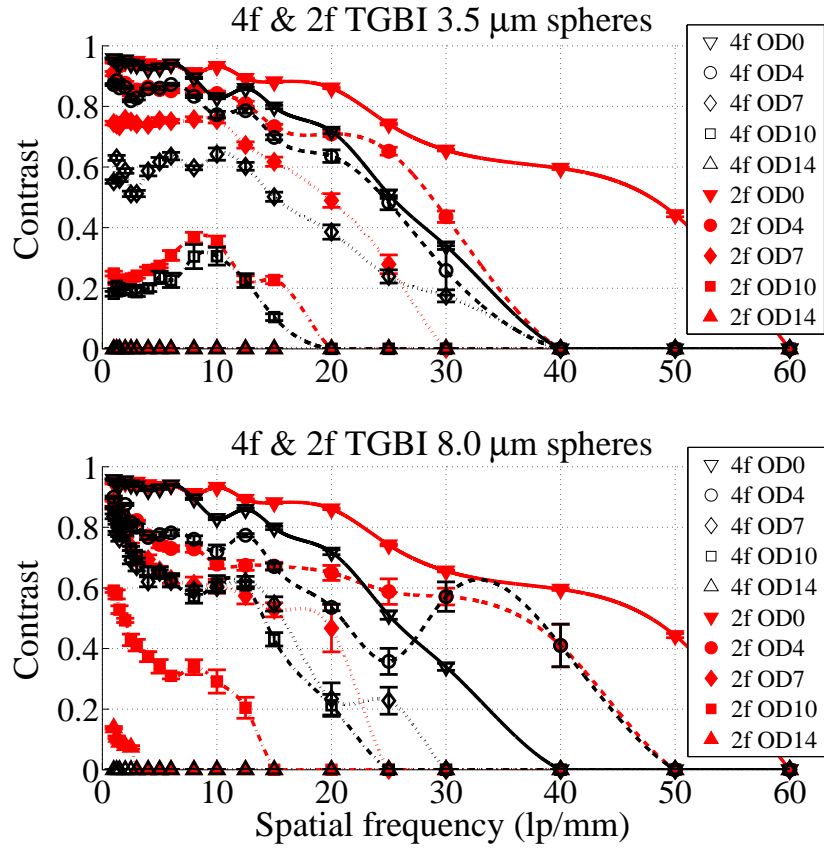 4f & 2f TGBI 3.5 μm spheres
Contrast
1
0.8
0.6
0.4
0.2
0
0 10 20 30 40 50 60
4f OD0
4f OD4
4f OD7
4f OD10
4f OD14
2f OD0
2f OD4
2f OD7
2f OD10
2f OD14
4f & 2f TGBI 8.0 μm spheres
Contrast
1
0.8
0.6
0.4
0.2
0
0 10 20 30 40 50 60
Spatial frequency (lp/mm)
4f OD0
4f OD4
4f OD7
4f OD10
4f OD14
2f OD0
2f OD4
2f OD7
2f OD10
2f OD14